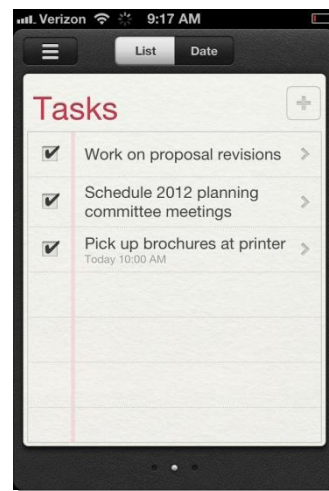 Verizon 9:17 AM
List Date
Tasks
Work on proposal revisions
Schedule 2012 planning
committee meetings
Pick up brochures at printer
Today 10:00 AM